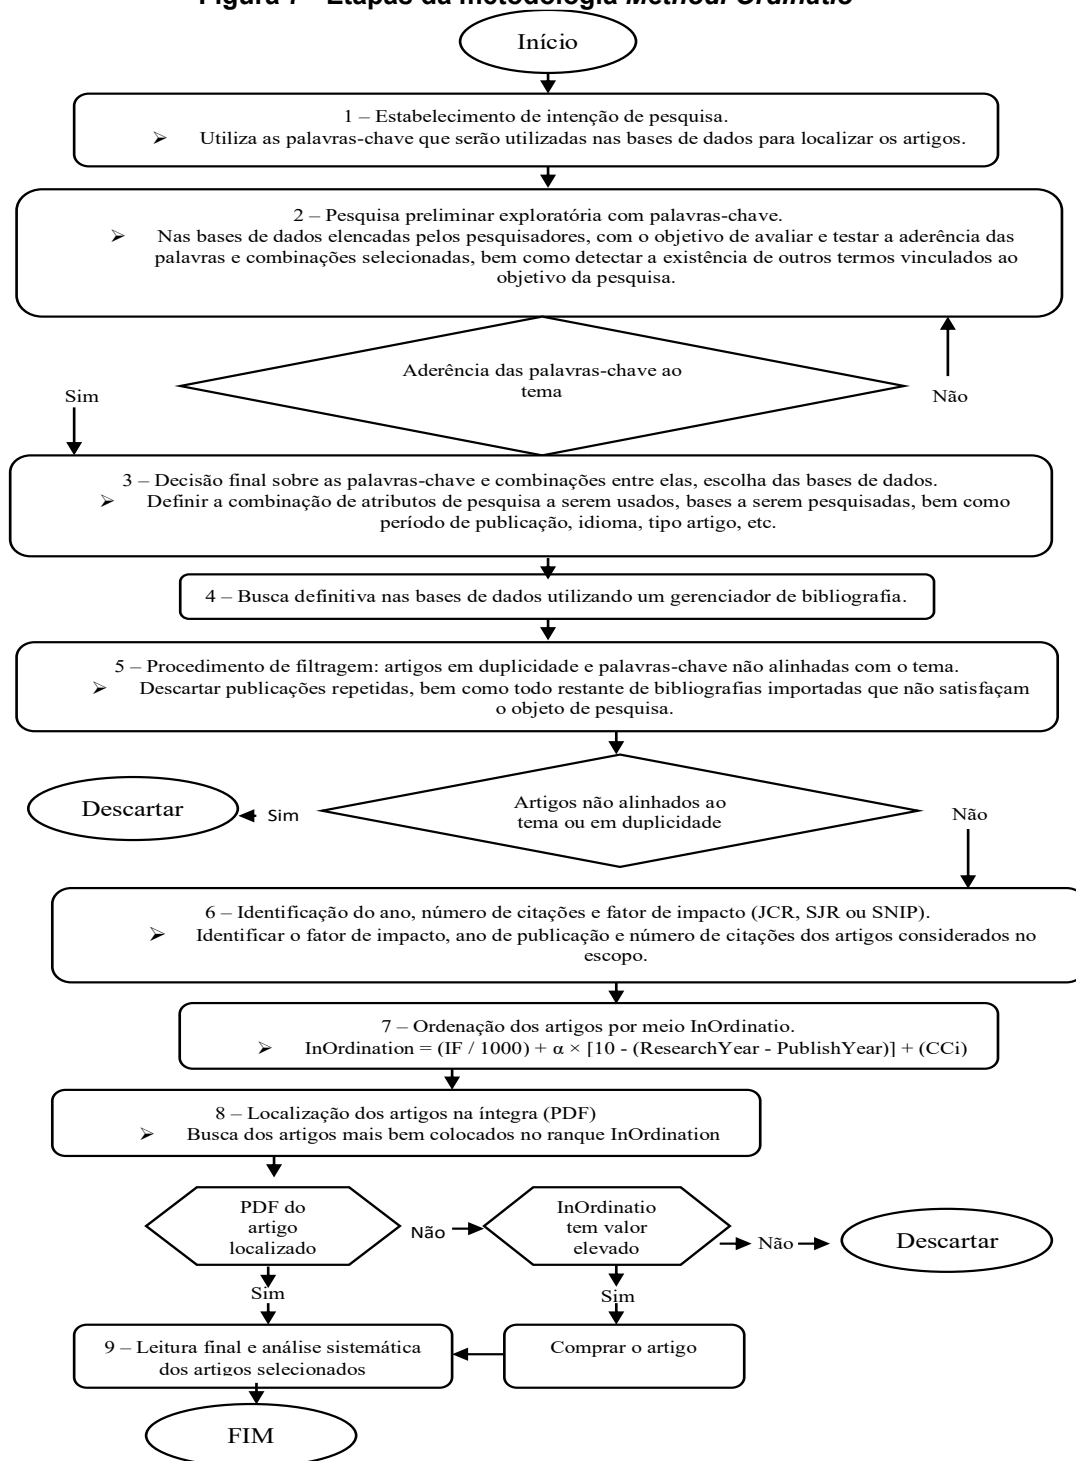 Início
1 – Estabelecimento de intenção de pesquisa.
➢ Utiliza as palavras-chave que serão utilizadas nas bases de dados para localizar os artigos.
2 – Pesquisa preliminar exploratória com palavras-chave.
➢ Nas bases de dados elencadas pelos pesquisadores, com o objetivo de avaliar e testar a aderência das
palavras e combinações selecionadas, bem como detectar a existência de outros termos vinculados ao
objetivo da pesquisa.
Aderência das palavras-chave ao
tema
Sim
Não
3 – Decisão final sobre as palavras-chave e combinações entre elas, escolha das bases de dados.
➢ Definir a combinação de atributos de pesquisa a serem usados, bases a serem pesquisadas, bem como
período de publicação, idioma, tipo artigo, etc.
4 – Busca definitiva nas bases de dados utilizando um gerenciador de bibliografia.
5 – Procedimento de filtragem: artigos em duplicidade e palavras-chave não alinhadas com o tema.
➢ Descartar publicações repetidas, bem como todo restante de bibliografias importadas que não satisfaçam
o objeto de pesquisa.
Descartar
Sim
Artigos não alinhados ao
tema ou em duplicidade
Não
6 – Identificação do ano, número de citações e fator de impacto (JCR, SJR ou SNIP).
➢ Identificar o fator de impacto, ano de publicação e número de citações dos artigos considerados no
escopo.
7 – Ordenação dos artigos por meio InOrdinatio.
➢ InOrdination = (IF / 1000) + α × [10 - (ResearchYear - PublishYear)] + (CCi)
8 – Localização dos artigos na íntegra (PDF)
➢ Busca dos artigos mais bem colocados no ranque InOrdination
PDF do
artigo
localizado
Não
InOrdinatio
tem valor
elevado
Não
Descartar
Sim
Sim
9 – Leitura final e análise sistemática
dos artigos selecionados
Comprar o artigo
FIM